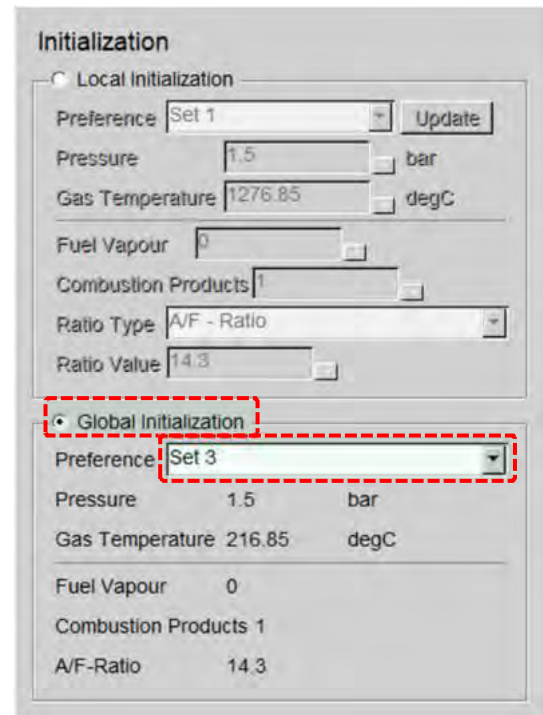 Initialization
Local Initialization
Preference Set 1 Update
Pressure 1.5 bar
Gas Temperature 1276.85 degC
Fuel Vapour 0
Combustion Products 1
Ratio Type A/F - Ratio
Ratio Value 14.3
Global Initialization
Preference Set 3
Pressure 1.5 bar
Gas Temperature 216.85 degC
Fuel Vapour 0
Combustion Products 1
A/F-Ratio 14.3